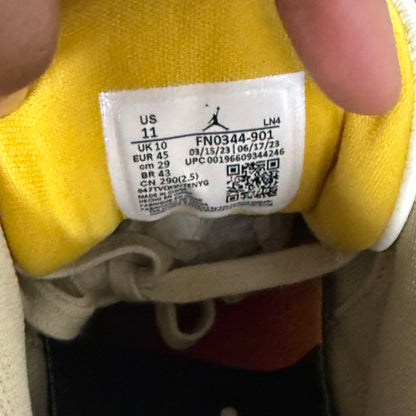 US
11
LN4
UK 10
EUR 45
cm 29
BR 43
CN 290(2.5)
FN0344-901
03/15/23 | 06/17/23
UPC 00196609344246